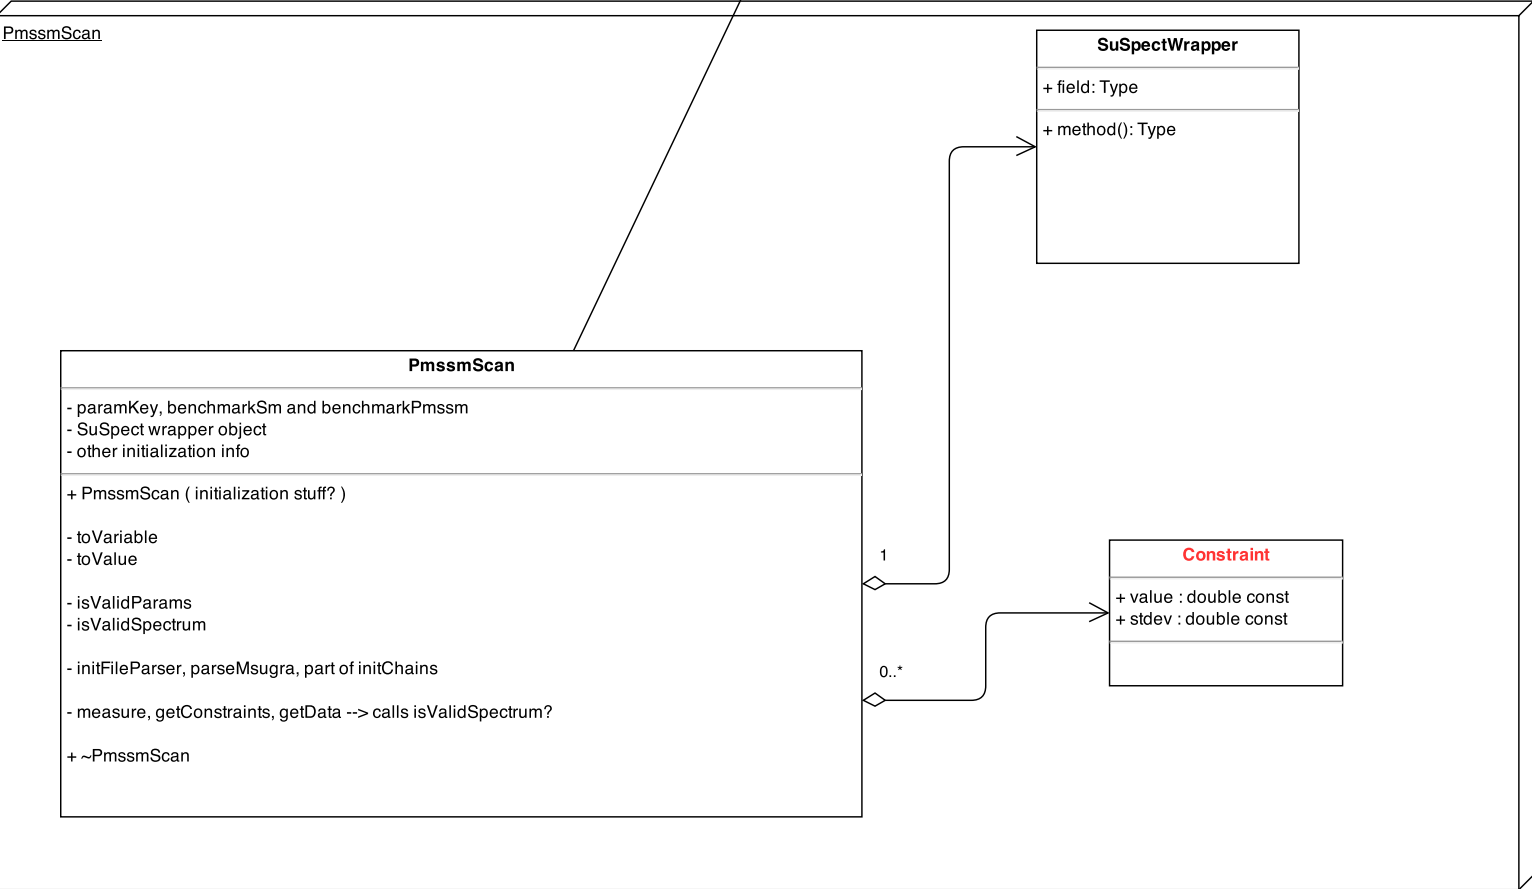 PmssmScan
SuSpectWrapper
+ field: Type
+ method(): Type
PmssmScan
- paramKey, benchmarkSm and benchmarkPmssm
- SuSpect wrapper object
- other initialization info
+ PmssmScan ( initialization stuff? )
- toVariable
- toValue
- isValidParams
- isValidSpectrum
- initFileParser, parseMsugra, part of initChains
- measure, getConstraints, getData --> calls isValidSpectrum?
+ ~PmssmScan
1
0..*
Constraint
+ value : double const
+ stdev : double const